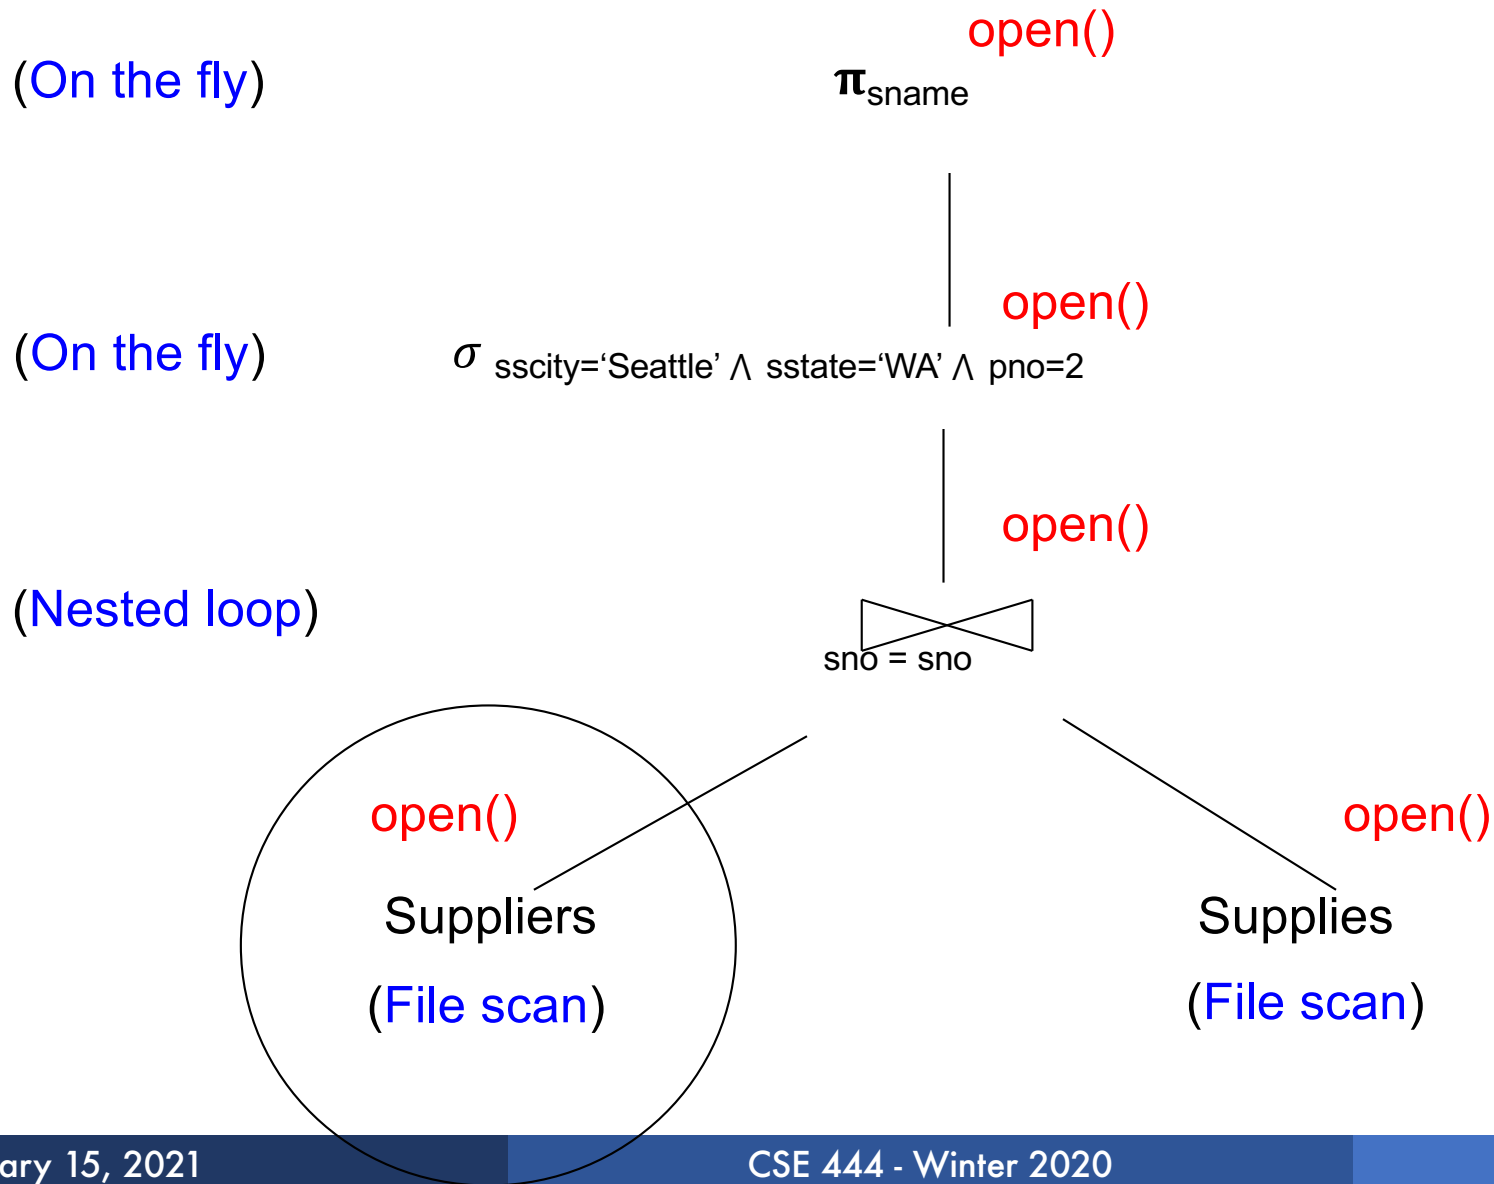 open()
(On the fly) πsname
open()
(On the fly) σ sscity=‘Seattle’ ∧ sstate=‘WA’ ∧ pno=2
open()
(Nested loop)
sno = sno
open() open()
Suppliers Supplies
(File scan) (File scan)
ary 15, 2021 CSE 444 - Winter 2020